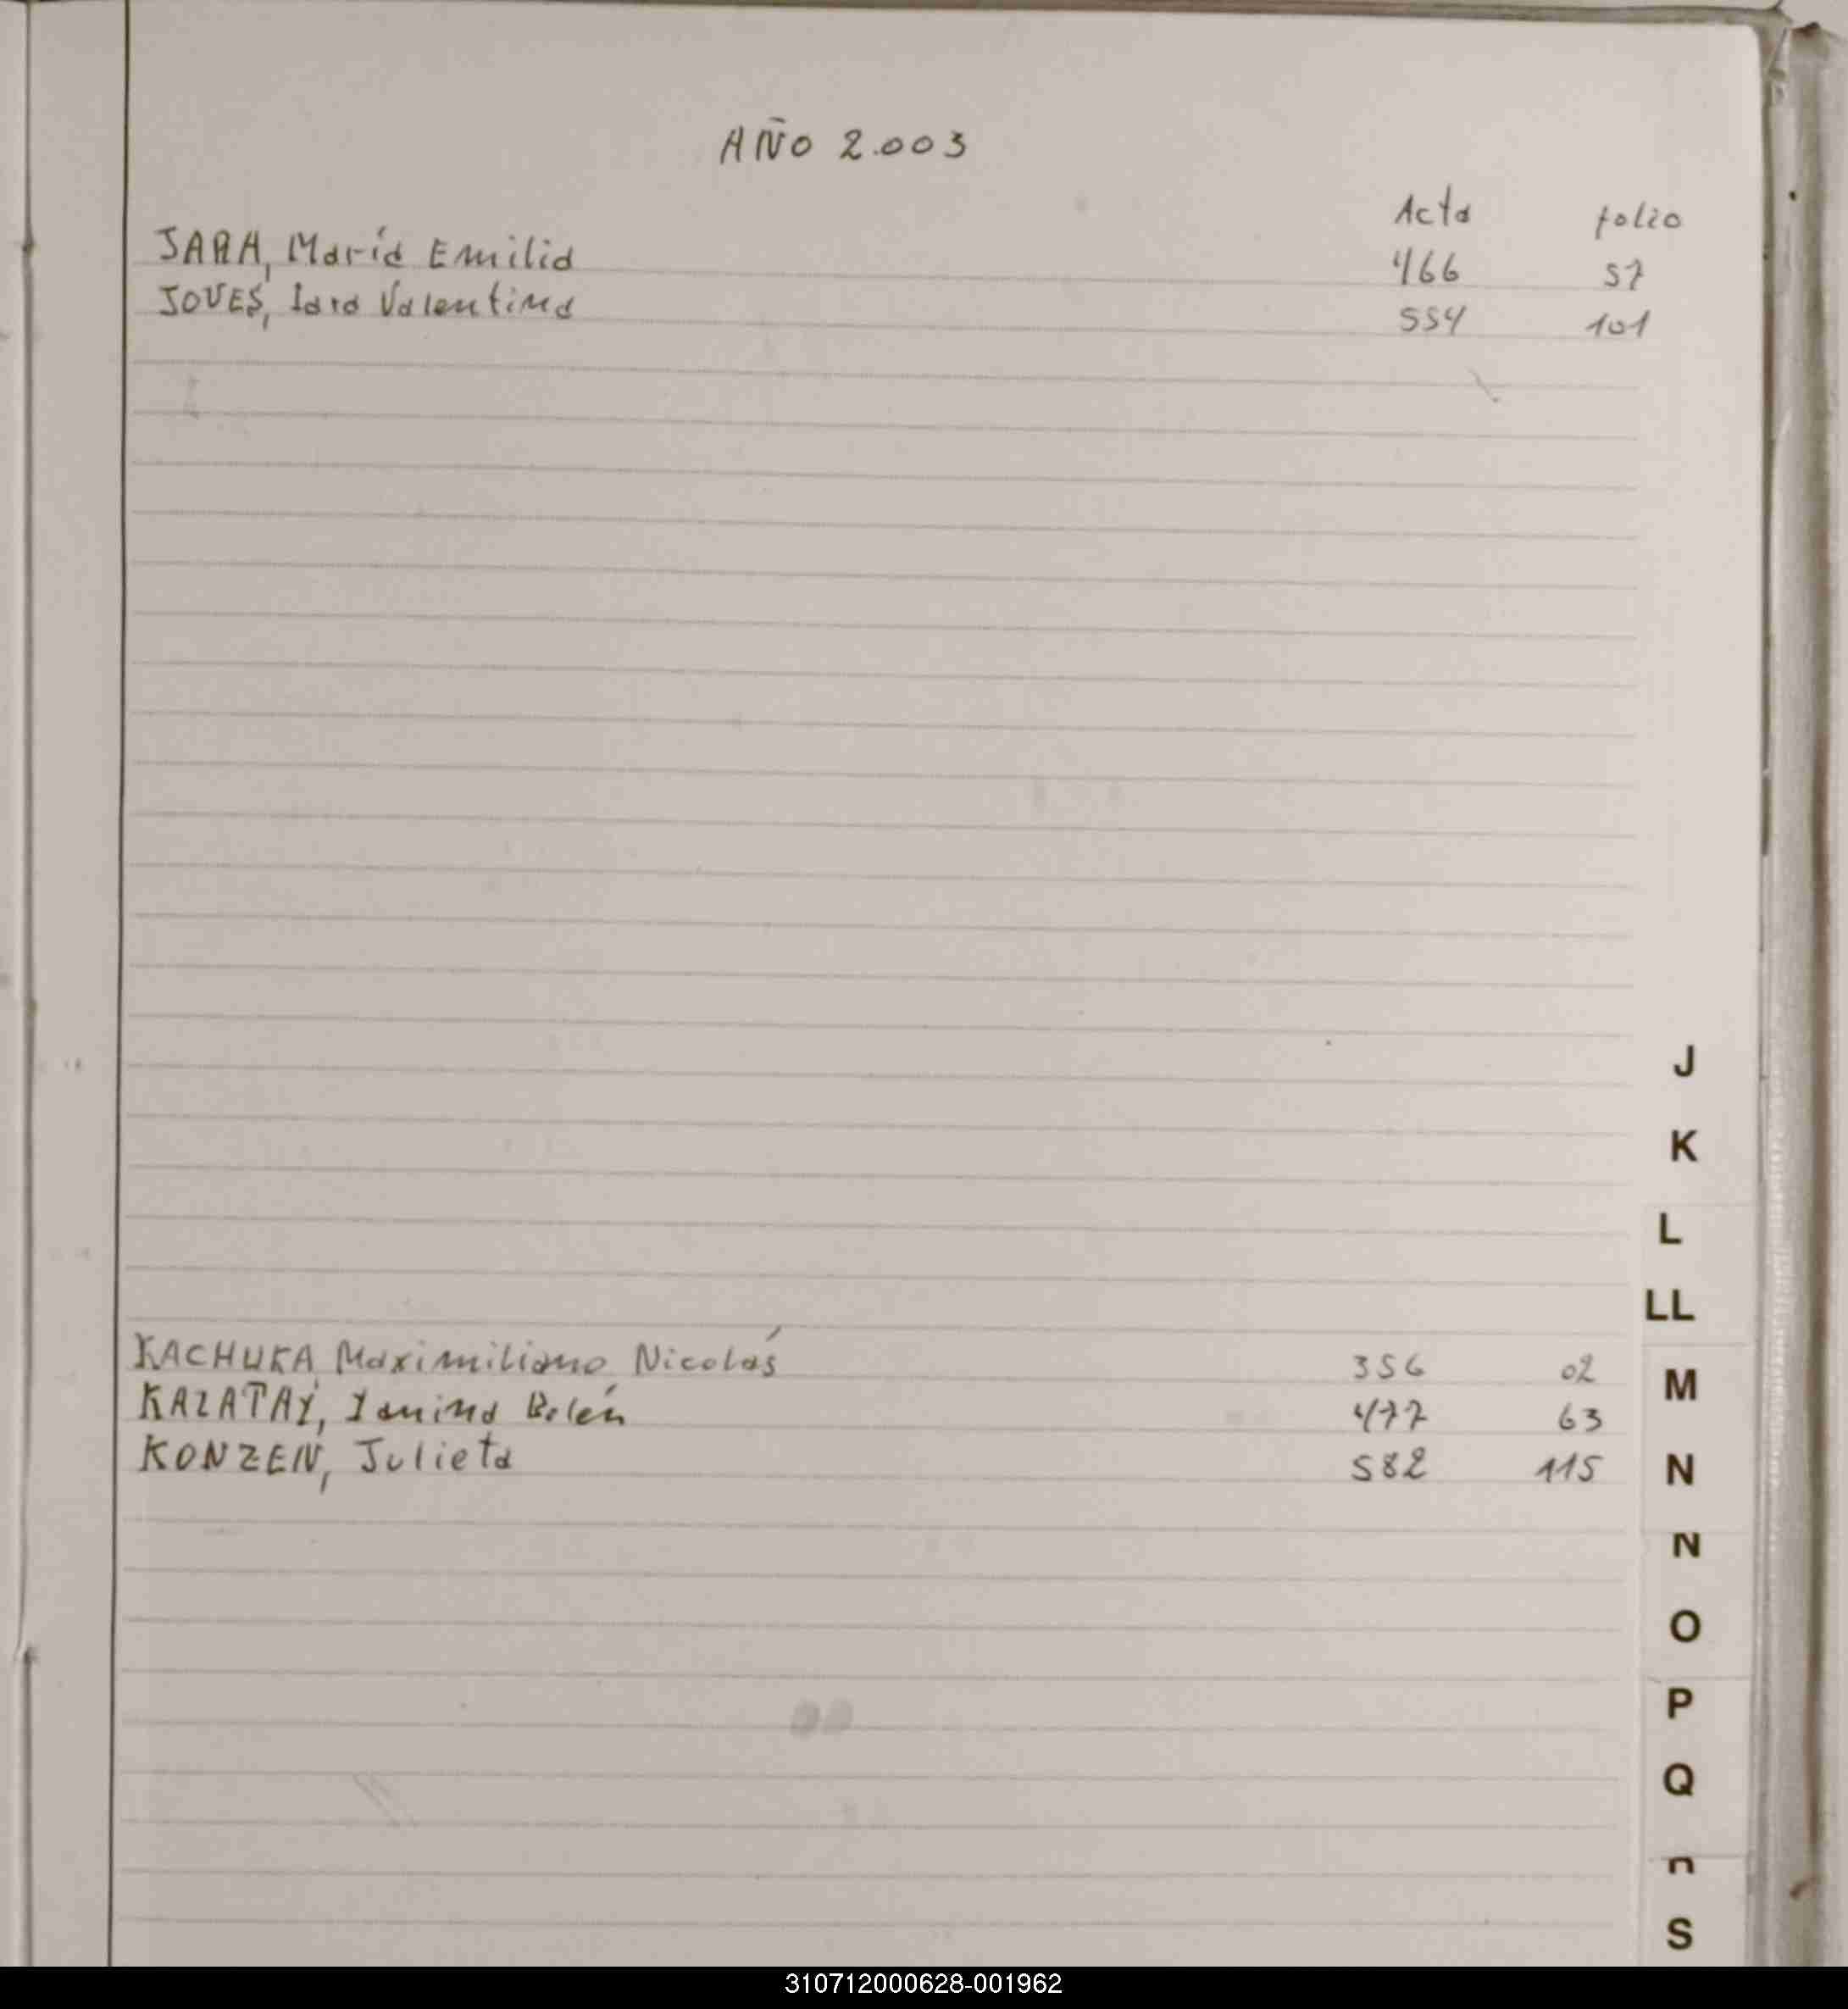 AÑO 2.003
Acta folio
JARA, María Emilia 466 57
JOVES, Iara Valentina 554 101
J
K
L
LL
KACHUKA, Maximiliano Nicolás 356 02
M
KAZATAY, Yanina Belén 477 63
KONZEN, Julieta 582 115
N
N
O
P
Q
S
310712000628-001962